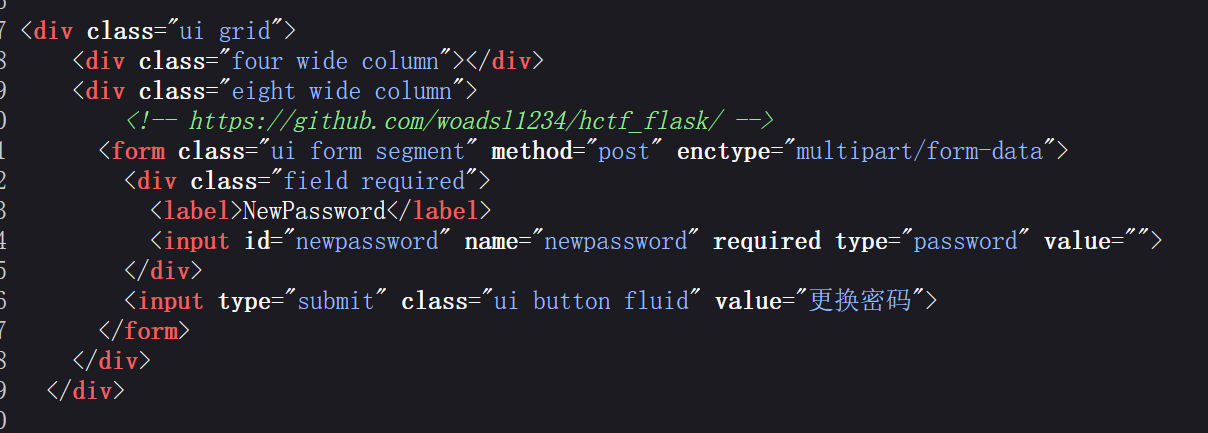 7 <div class="ui grid">
8 <div class="four wide column"></div>
9 <div class="eight wide column">
0 <!-- https://github.com/woadsl1234/hctf_flask/ -->
1 <form class="ui form segment" method="post" enctype="multipart/form-data">
2 <div class="field required">
3 <label>NewPassword</label>
4 <input id="newpassword" name="newpassword" required type="password" value="">
5 </div>
6 <input type="submit" class="ui button fluid" value="更换密码">
7 </form>
8 </div>
9 </div>
0